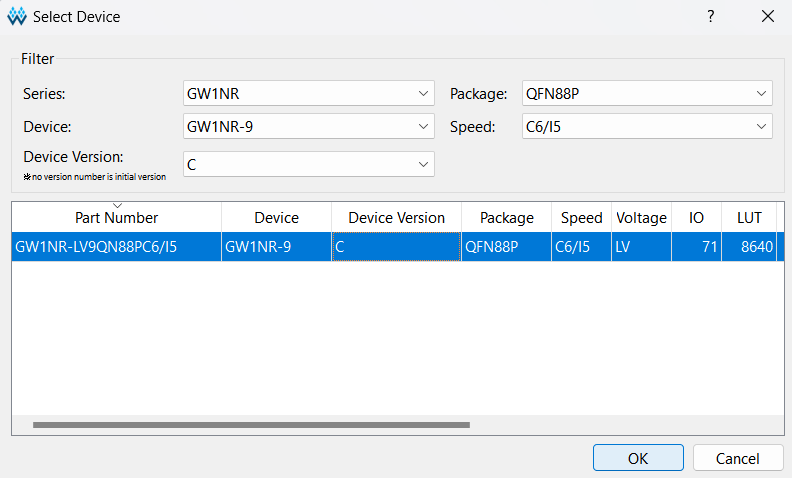 Select Device
?
Filter
Series: GW1NR Package: QFN88P
Device: GW1NR-9 Speed: C6/I5
Device Version: C
※no version number is initial version
Part Number Device Device Version Package Speed Voltage IO LUT
GW1NR-LV9QN88PC6/I5 GW1NR-9 C QFN88P C6/I5 LV 71 8640
OK Cancel